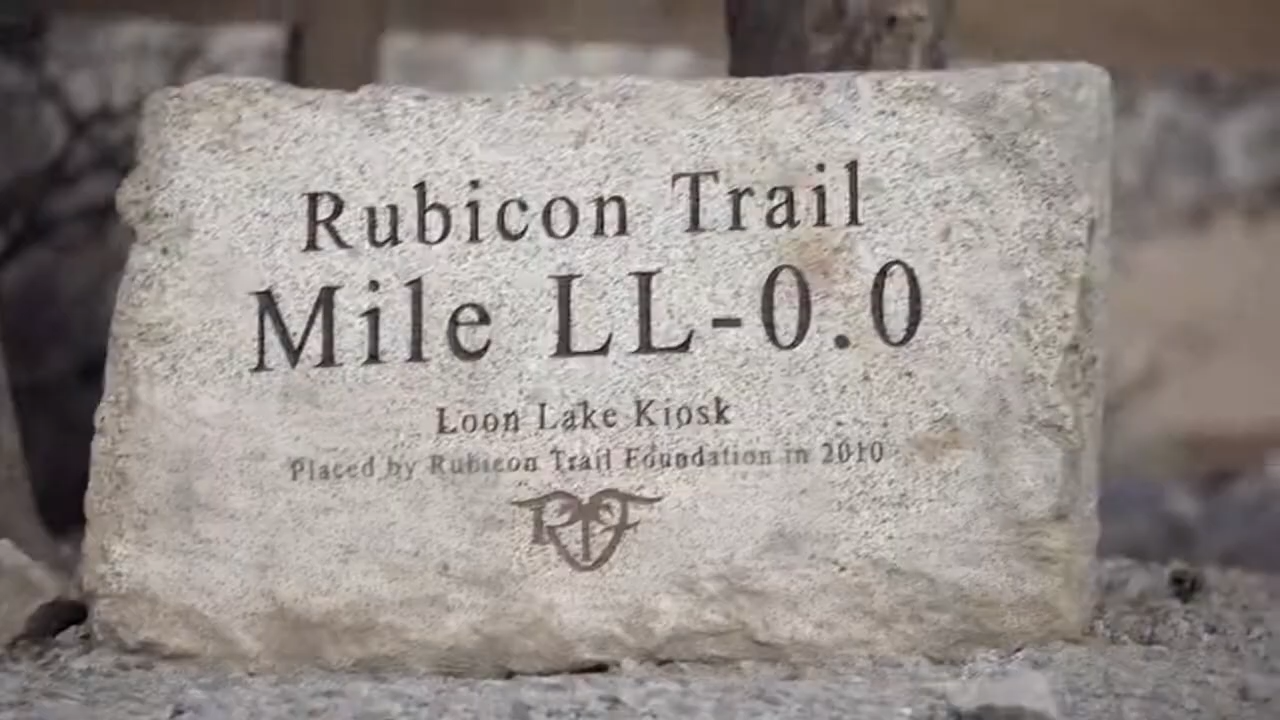 Rubicon Trail
Mile LL-0.0
Loon Lake Kiosk
Placed by Rubicon Trail Foundation in 2010
RTF